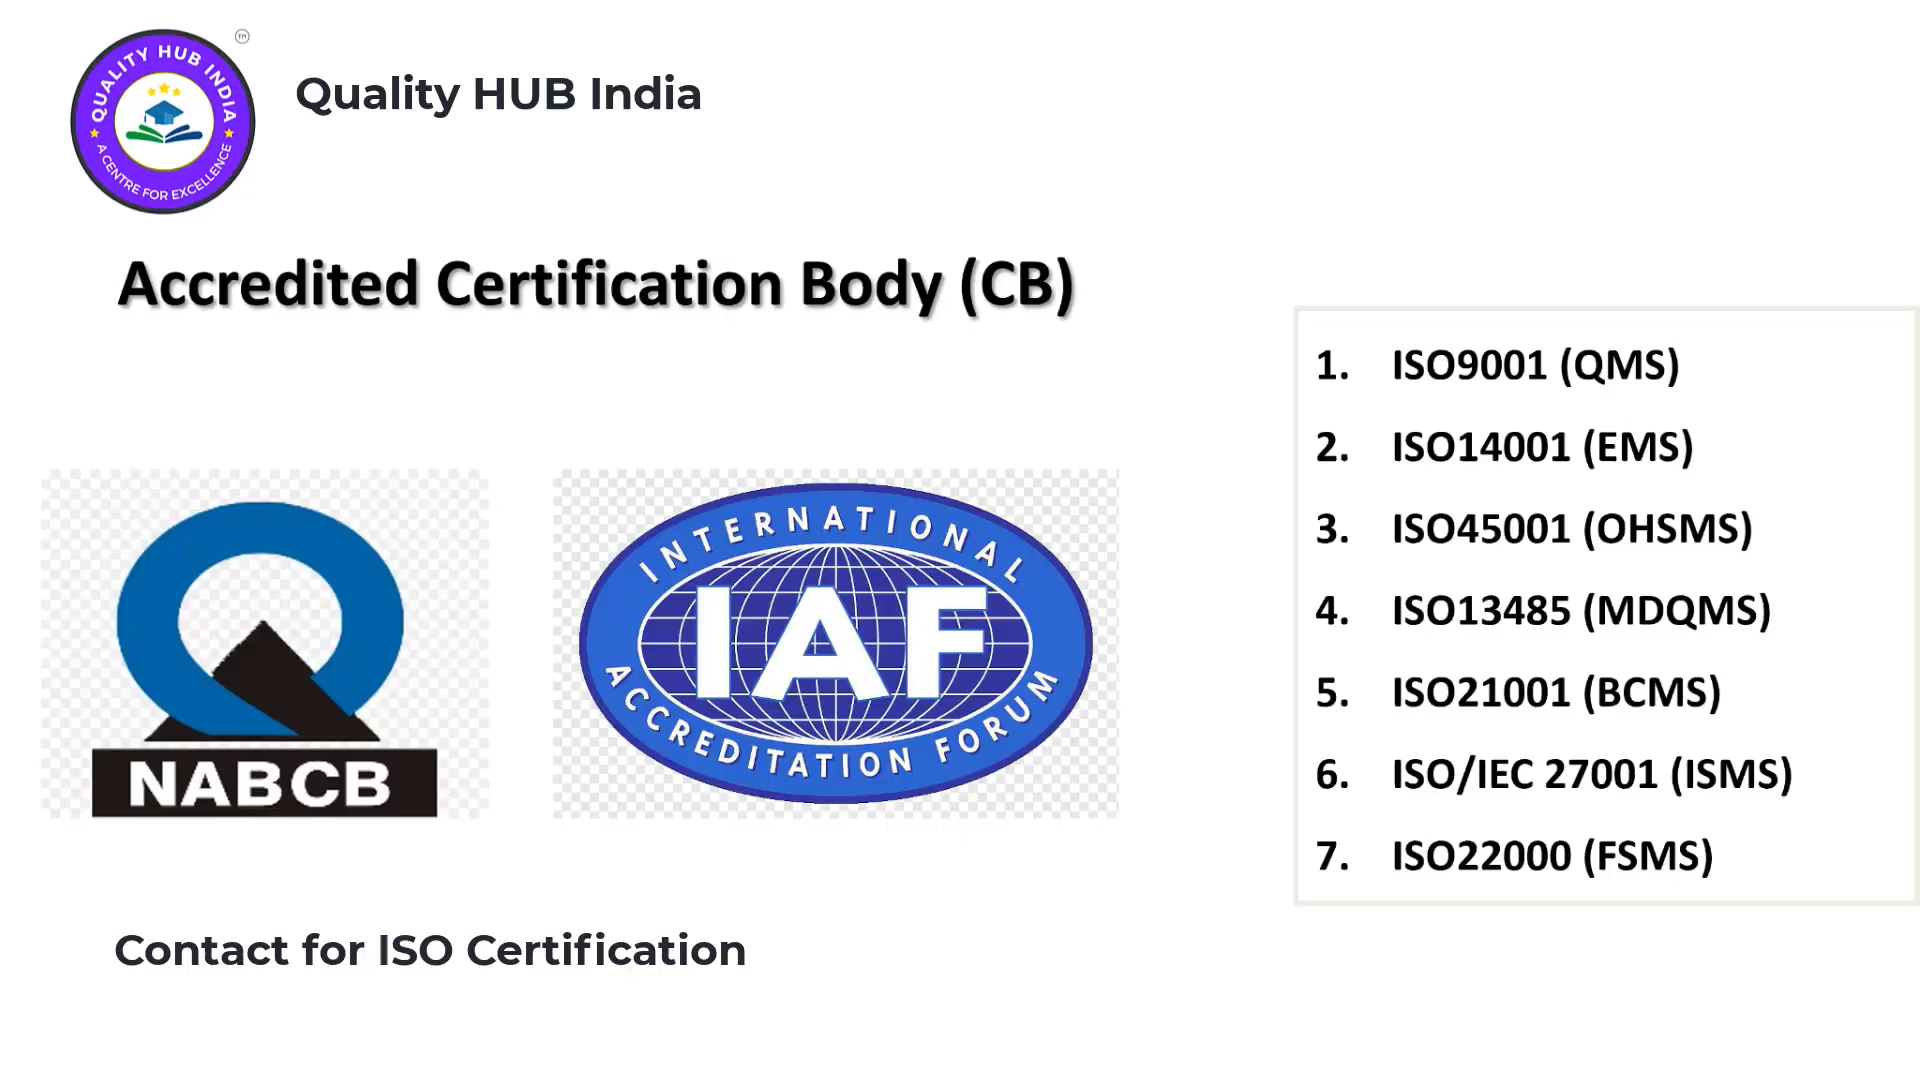 QUALITY HUB INDIA
A CENTRE FOR EXCELLENCE
TM
Quality HUB India
Accredited Certification Body (CB)
NABCB
INTERNATIONAL
IAF
ACCREDITATION FORUM
1. ISO9001 (QMS)
2. ISO14001 (EMS)
3. ISO45001 (OHSMS)
4. ISO13485 (MDQMS)
5. ISO21001 (BCMS)
6. ISO/IEC 27001 (ISMS)
7. ISO22000 (FSMS)
Contact for ISO Certification